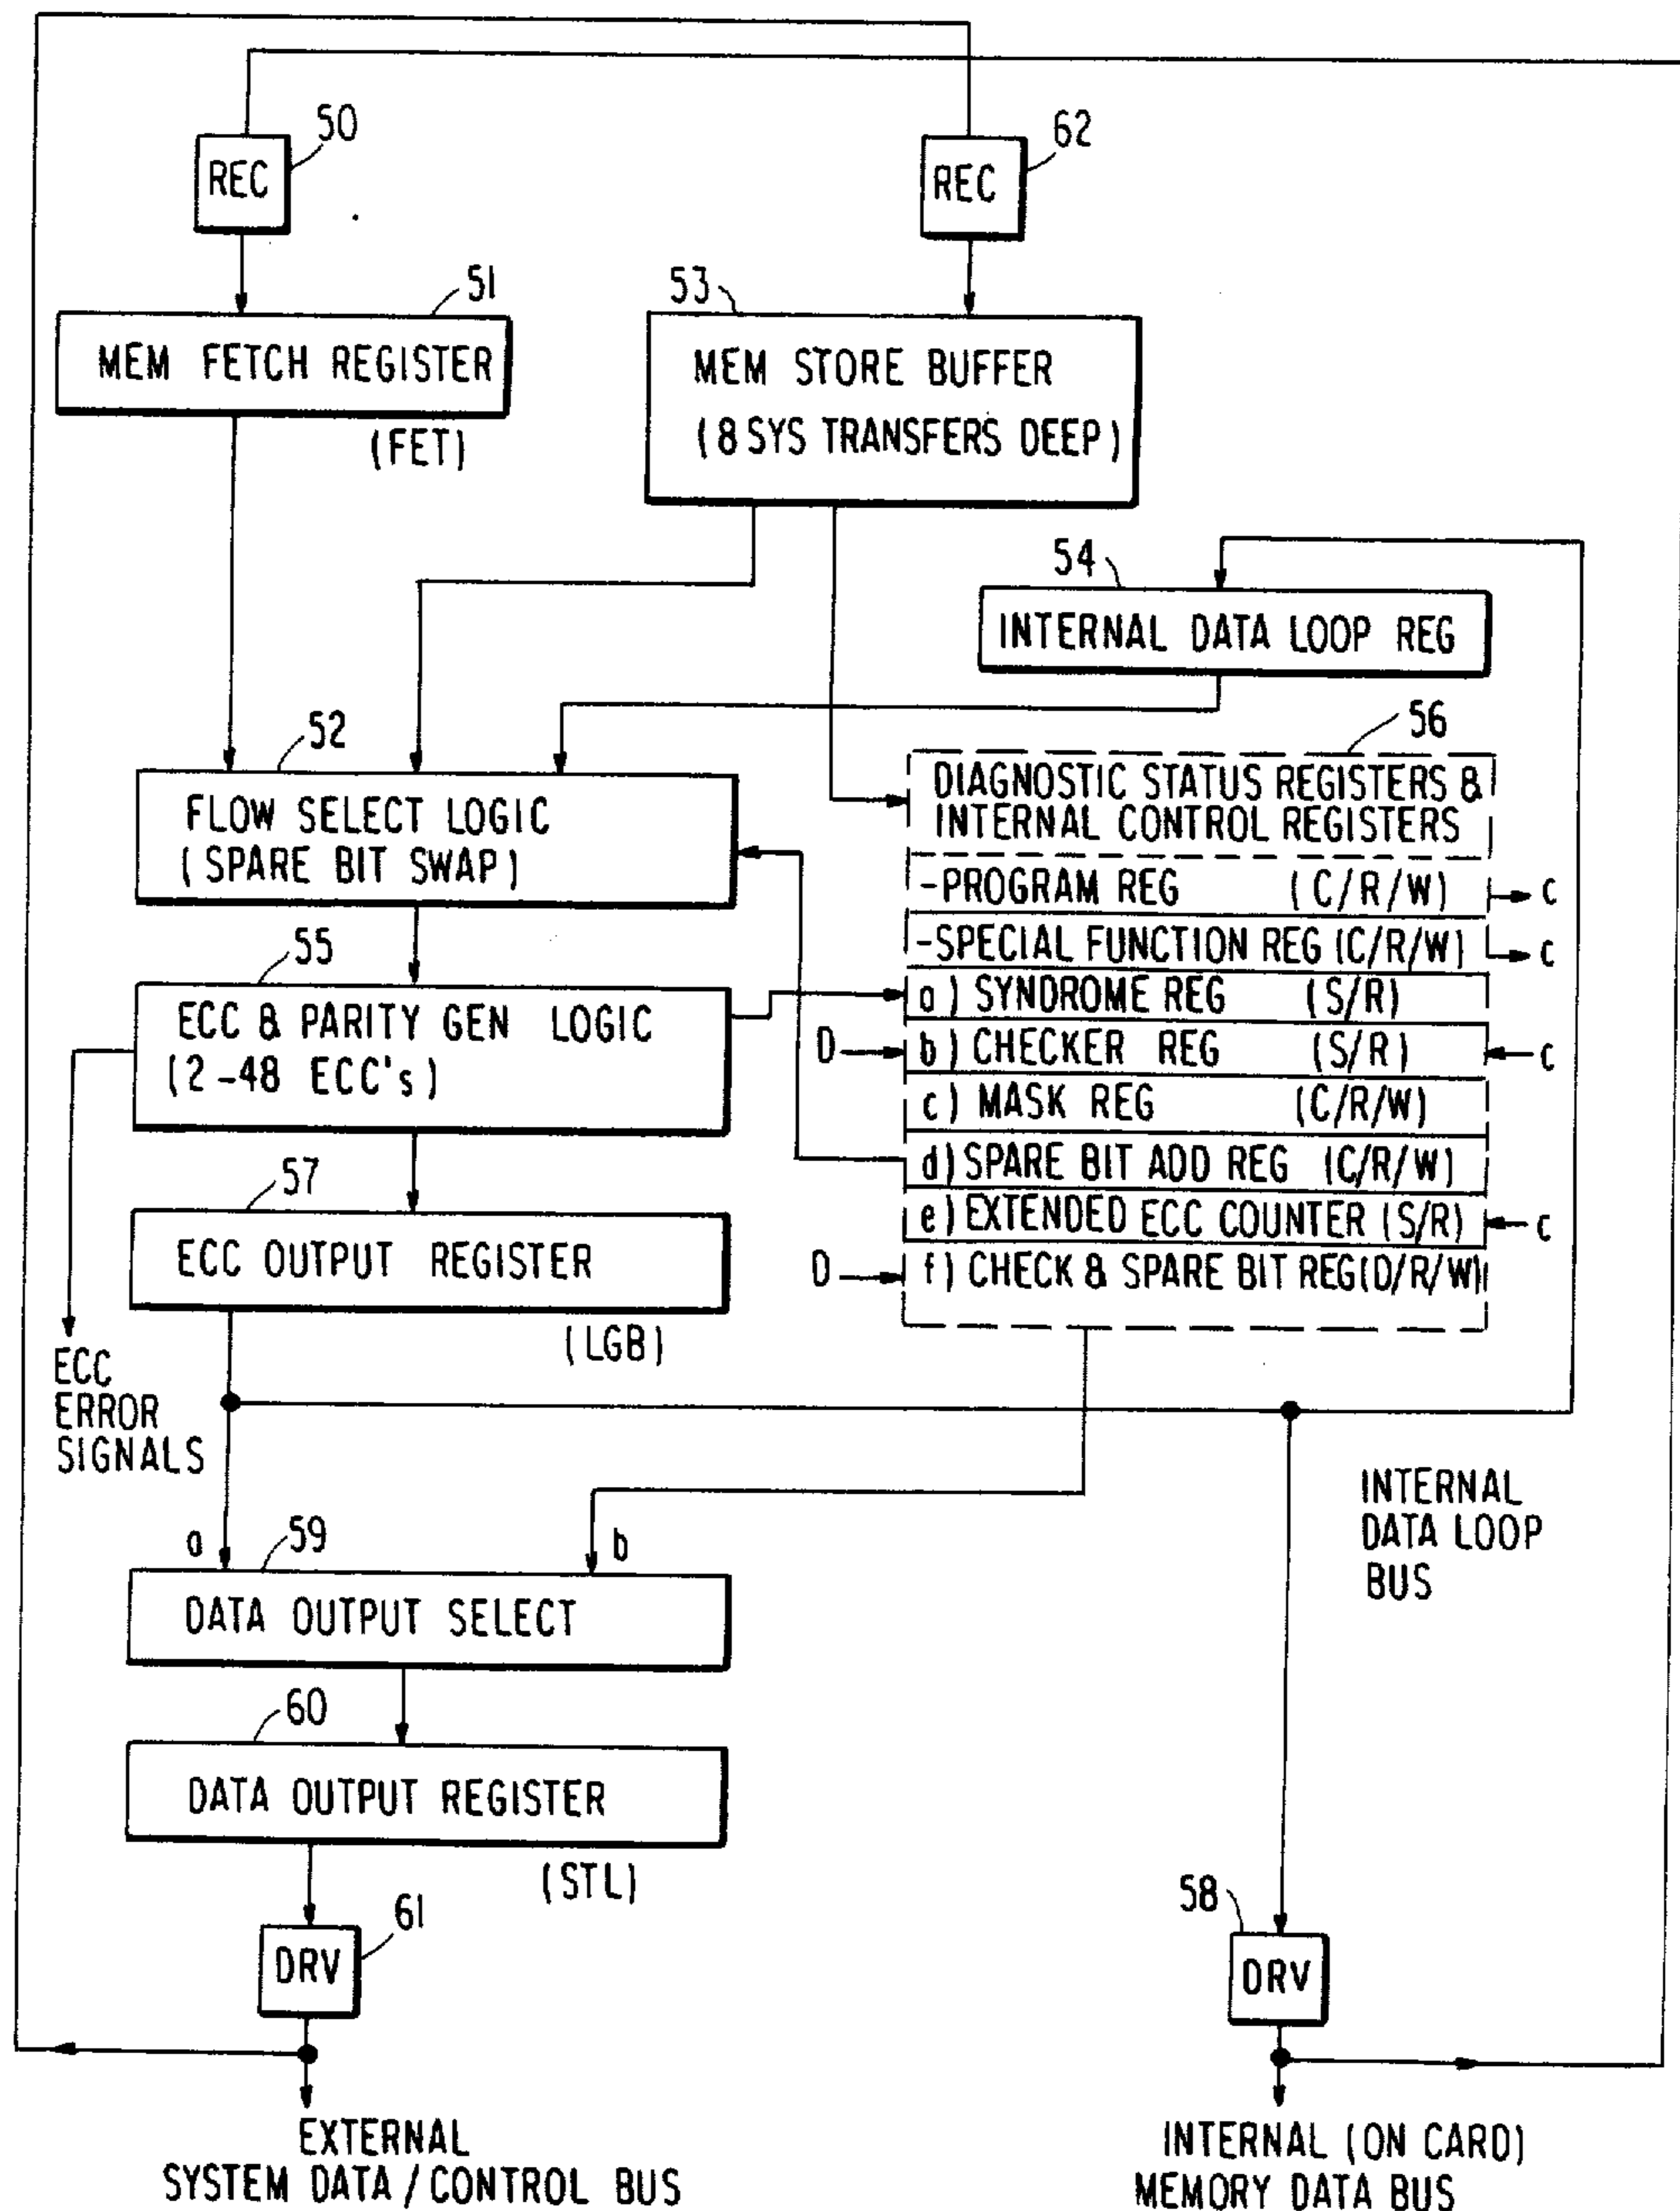 50
REC
62
REC
51
MEM FETCH REGISTER
(FET)
53
MEM STORE BUFFER
(8 SYS TRANSFERS DEEP)
54
INTERNAL DATA LOOP REG
52
FLOW SELECT LOGIC
(SPARE BIT SWAP)
56
DIAGNOSTIC STATUS REGISTERS &
INTERNAL CONTROL REGISTERS
-PROGRAM REG (C/R/W) C
-SPECIAL FUNCTION REG (C/R/W) C
a) SYNDROME REG (S/R)
D b) CHECKER REG (S/R) C
c) MASK REG (C/R/W)
d) SPARE BIT ADD REG (C/R/W)
e) EXTENDED ECC COUNTER (S/R) C
D f) CHECK & SPARE BIT REG (D/R/W)
55
ECC & PARITY GEN LOGIC
(2-48 ECC's)
57
ECC OUTPUT REGISTER
(LGB)
ECC
ERROR
SIGNALS
INTERNAL
DATA LOOP
BUS
a
59
b
DATA OUTPUT SELECT
60
DATA OUTPUT REGISTER
(STL)
61
DRV
58
DRV
EXTERNAL
SYSTEM DATA / CONTROL BUS
INTERNAL (ON CARD)
MEMORY DATA BUS